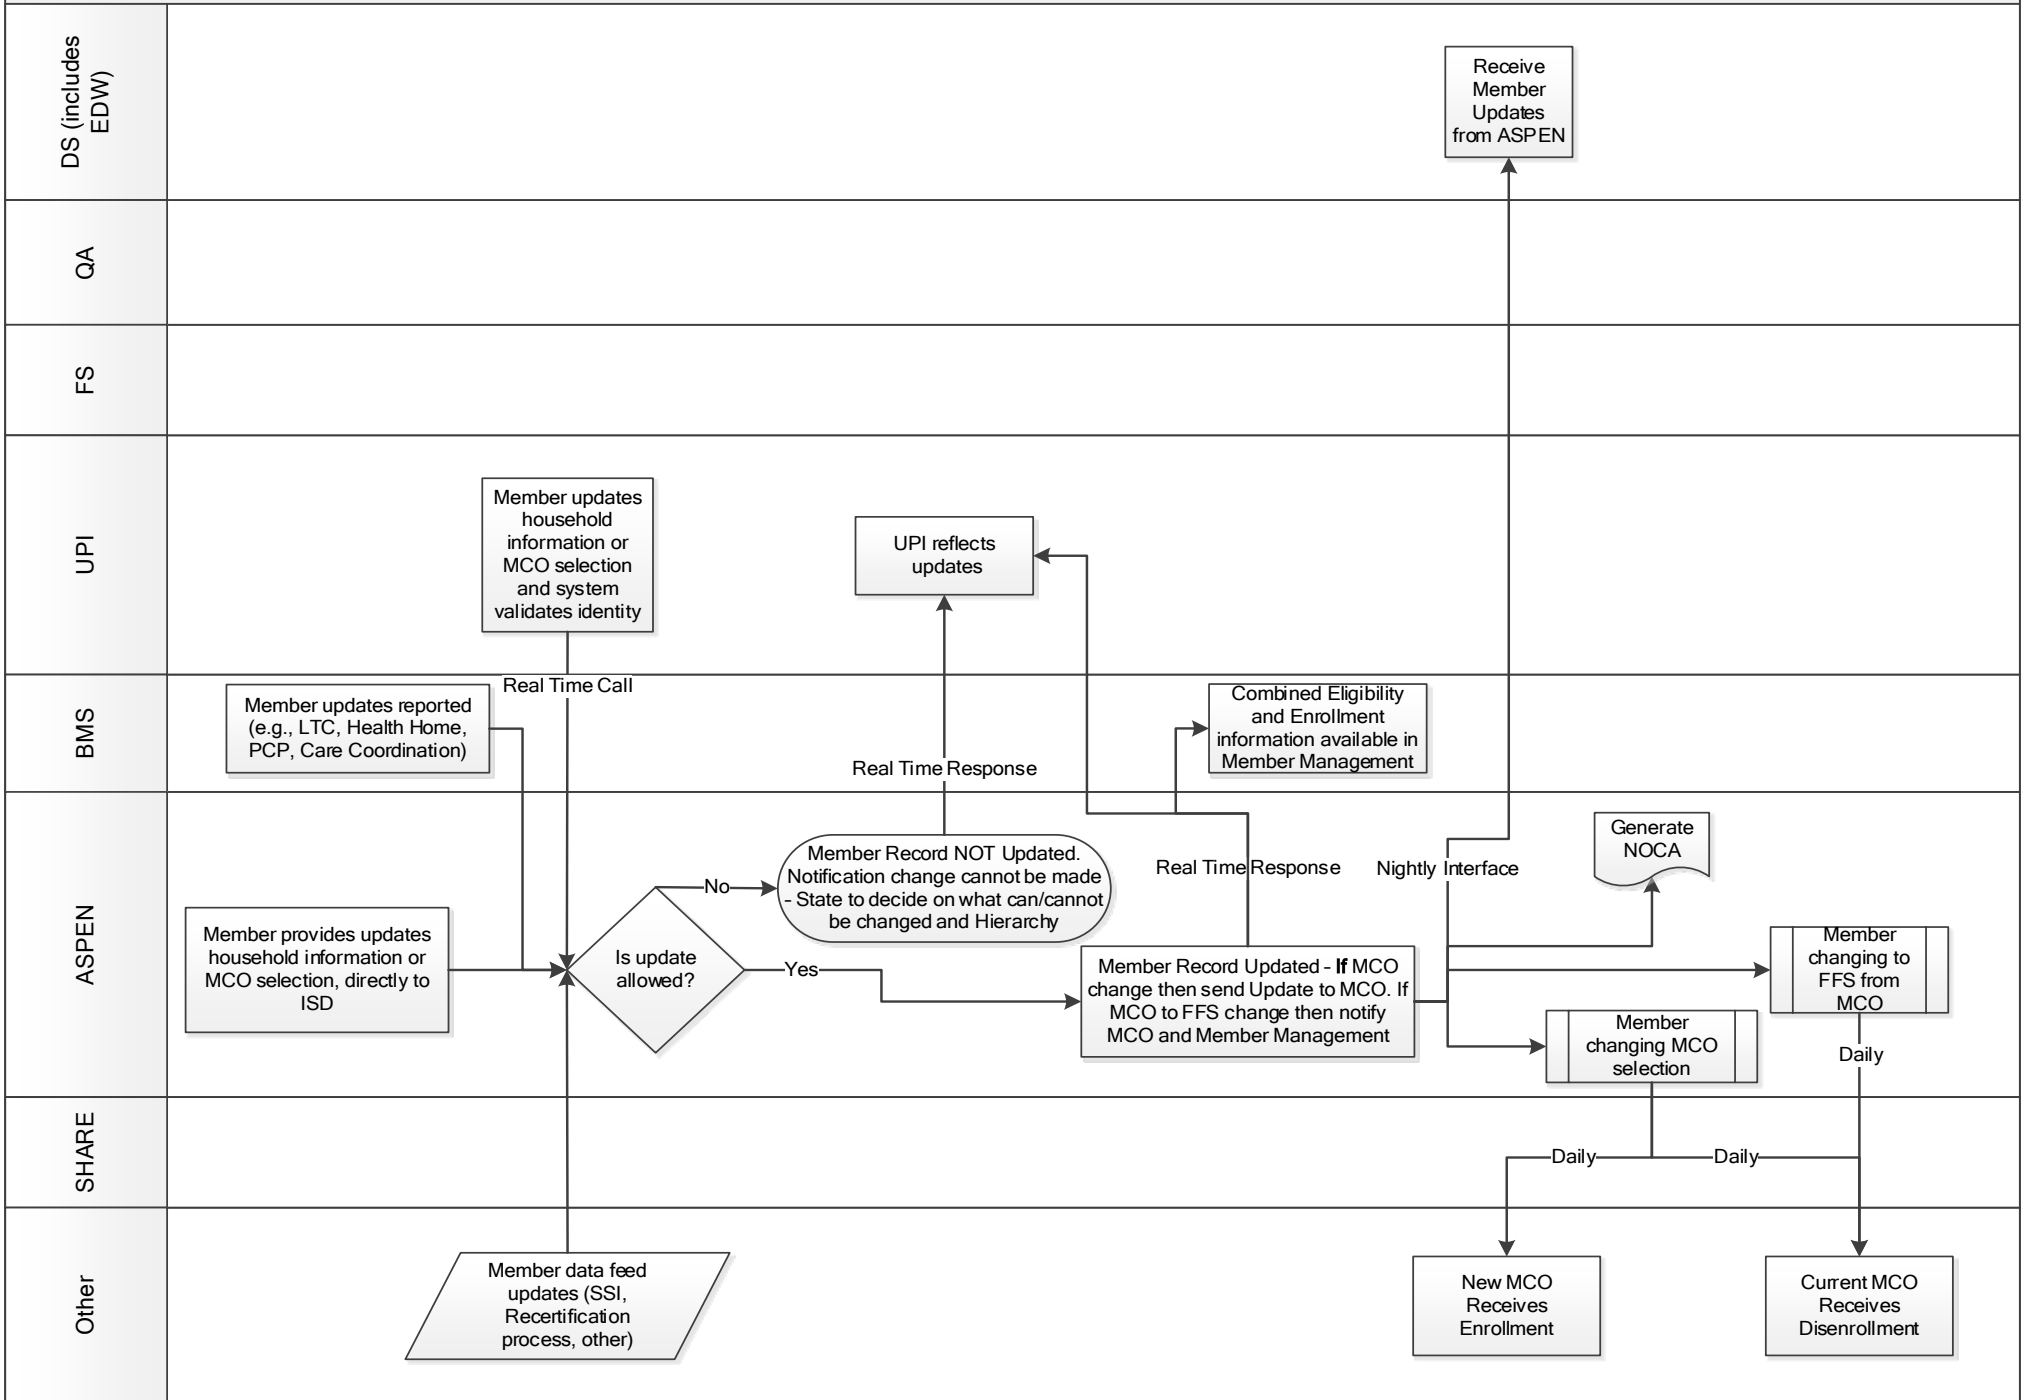 DS (includes
EDW)
Receive
Member
Updates
from ASPEN
QA
FS
UPI
Member updates
household
information or
MCO selection
and system
validates identity
UPI reflects
updates
BMS
Member updates reported
(e.g., LTC, Health Home,
PCP, Care Coordination)
Real Time Call
Real Time Response
Combined Eligibility
and Enrollment
information available in
Member Management
ASPEN
Member provides updates
household information or
MCO selection, directly to
ISD
Is update
allowed?
No
Member Record NOT Updated.
Notification change cannot be made
- State to decide on what can/cannot
be changed and Hierarchy
Yes
Real Time Response
Member Record Updated - If MCO
change then send Update to MCO. If
MCO to FFS change then notify
MCO and Member Management
Nightly Interface
Generate
NOCA
Member
changing to
FFS from
MCO
Member
changing MCO
selection
Daily
SHARE
Daily
Daily
Other
Member data feed
updates (SSI,
Recertification
process, other)
New MCO
Receives
Enrollment
Current MCO
Receives
Disenrollment